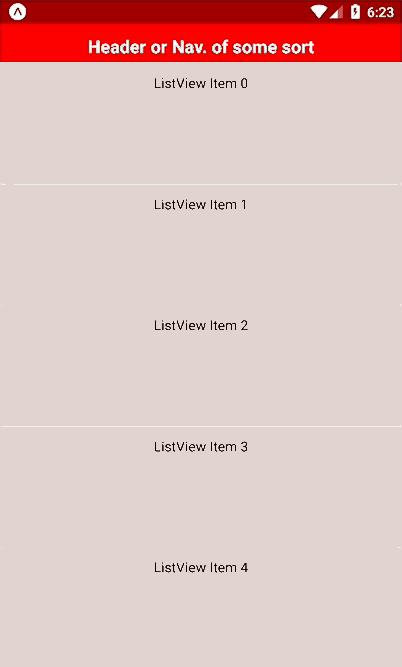 6:23
Header or Nav. of some sort
ListView Item 0
ListView Item 1
ListView Item 2
ListView Item 3
ListView Item 4